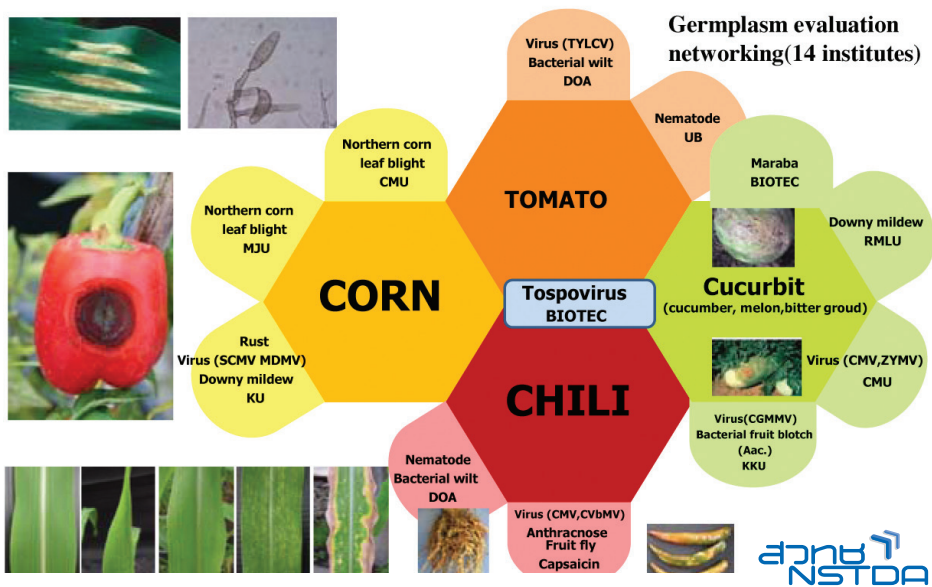 Germplasm evaluation
networking(14 institutes)
Virus (TYLCV)
Bacterial wilt
DOA
Nematode
UB
TOMATO
Northern corn
leaf blight
CMU
Northern corn
leaf blight
MJU
CORN
Rust
Virus (SCMV MDMV)
Downy mildew
KU
Maraba
BIOTEC
Downy mildew
RMLU
Cucurbit
(cucumber, melon,bitter groud)
Virus (CMV,ZYMV)
CMU
Virus(CGMMV)
Bacterial fruit blotch
(Aac.)
KKU
Tospovirus
BIOTEC
CHILI
Nematode
Bacterial wilt
DOA
Virus (CMV,CVbMV)
Anthracnose
Fruit fly
Capsaicin
สวทช
NSTDA